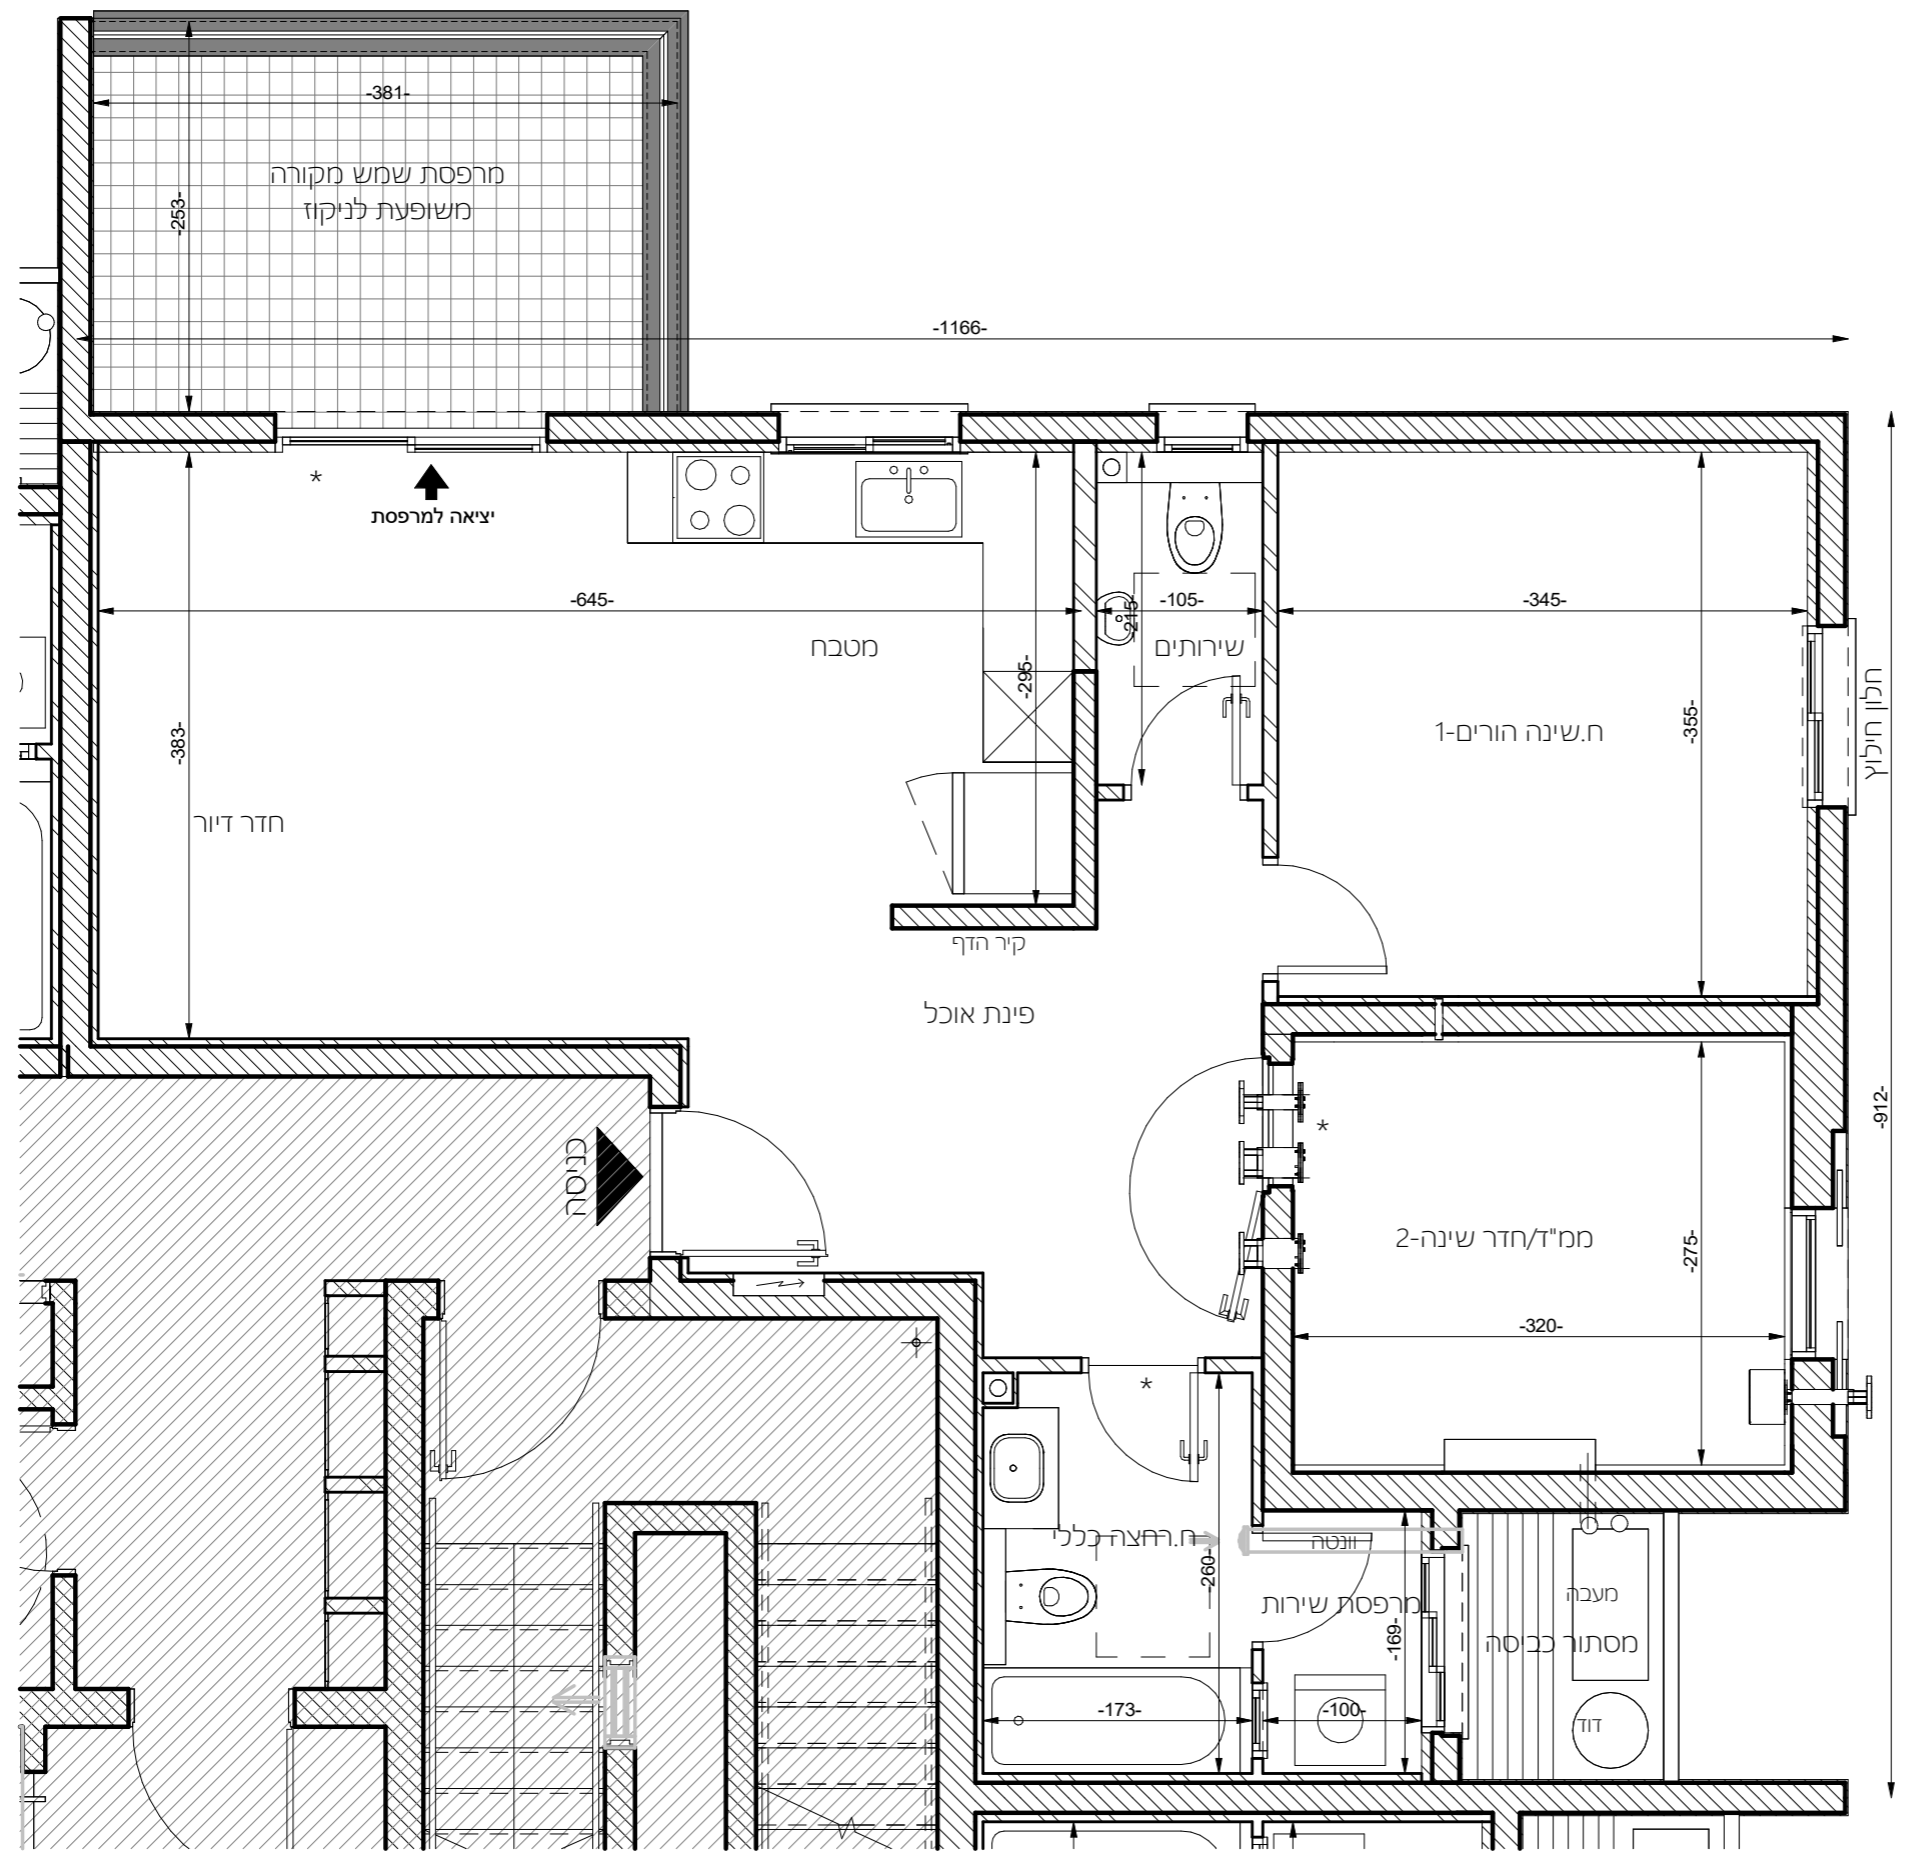 -381-
מרפסת שמש מקורה
משופעת לניקוז
-253-
-1166-
*
יציאה למרפסת
-645-
-105-
-345-
-215-
מטבח
שירותים
-295-
-383-
ח.שינה הורים-1
-355-
חלון חילוץ
חדר דיור
קיר הדף
פינת אוכל
-912-
כניסה
*
ממ"ד/חדר שינה-2
-275-
-320-
*
ח.רחצה כללי
וונטה
-260-
מרפסת שירות
-169-
מעבה
מסתור כביסה
-173-
-100-
דוד